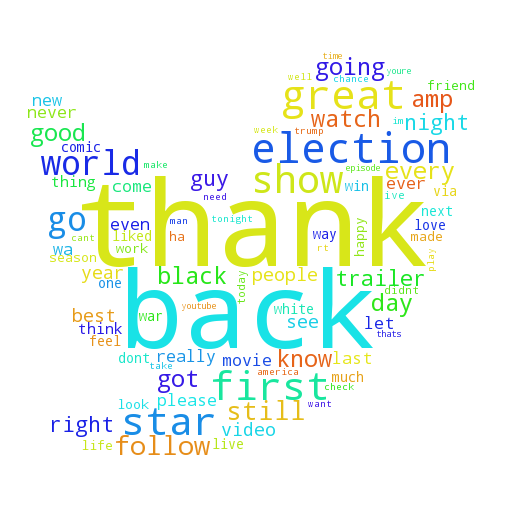 time
going
youre
well
chance
great
amp
friend
new
never
watch
im
night
week
trump
good
comic
election
world
make
episode
every
thing
come
guy
show
win
ever
via
need
ive
thank
go
even
man
tonight
way
next
love
wa
cant
liked
ha
rt
happy
made
season
work
play
year
black
people
trailer
one
back
today
didnt
day
best
war
youtube
white
see
let
think
thats
feel
dont
really
movie
know
last
take
got
first
america
much
check
look
please
want
right
star
still
video
life
follow
live